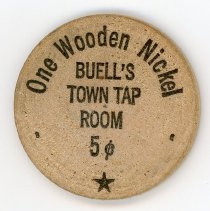 One Wooden Nickel
BUELL'S
TOWN TAP
ROOM
5¢